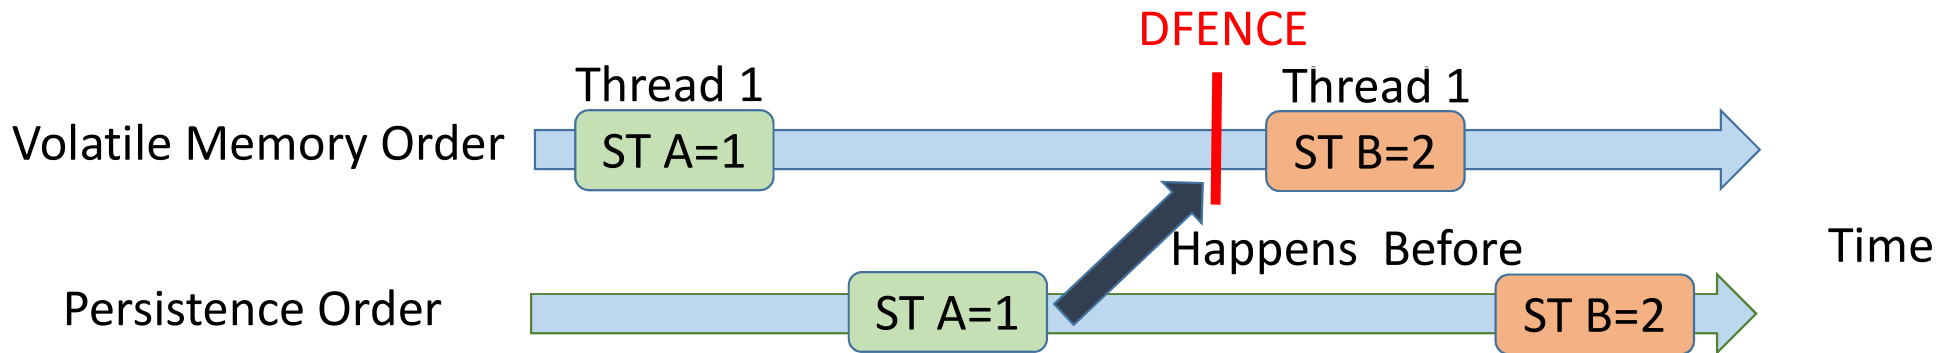 DFENCE
Thread 1
Thread 1
Volatile Memory Order
ST A=1
ST B=2
Happens Before
Time
Persistence Order
ST A=1
ST B=2